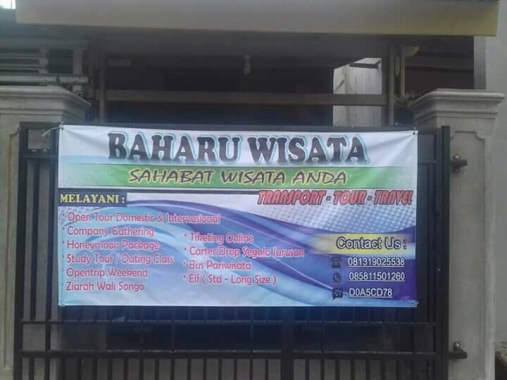 BAHARU WISATA
SAHABAT WISATA ANDA
TRANSPORT - TOUR - TRAVEL
MELAYANI :
* Open Tour Domestic & Internasional
* Company Gathering
* Honeymoon Package
* Study Tour / Outing Class
Opentrip Weekend
Ziarah Wali Songo
* Tiketing Online
* Carter/Drop Segala Jurusan
* Bus Pariwisata
* Elf ( Std - Long Size )
Contact Us :
081319025538
085811501260
D0A5CD78